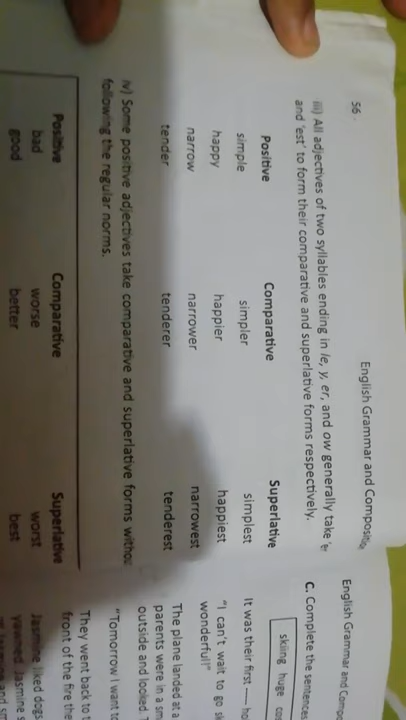 56
English Grammar and Composition
iii) All adjectives of two syllables ending in le, y, er, and ow generally take
and 'est' to form their comparative and superlative forms respectively.
Positive Comparative Superlative
simple simpler simplest
happy happier happiest
narrow narrower narrowest
tender tenderer tenderest
iv) Some positive adjectives take comparative and superlative forms
following the regular norms.
Positive Comparative Superlative
bad worse worst
good better best
English Grammar and
C. Complete the sentences
skiing huge
It was their first
"I can't wait to go
wonderful!"
The plane landed at a
parents were in a
outside and looked.
"Tomorrow I want
They went back to
front of the fire
Jasmine liked dogs
yawned. Jasmine